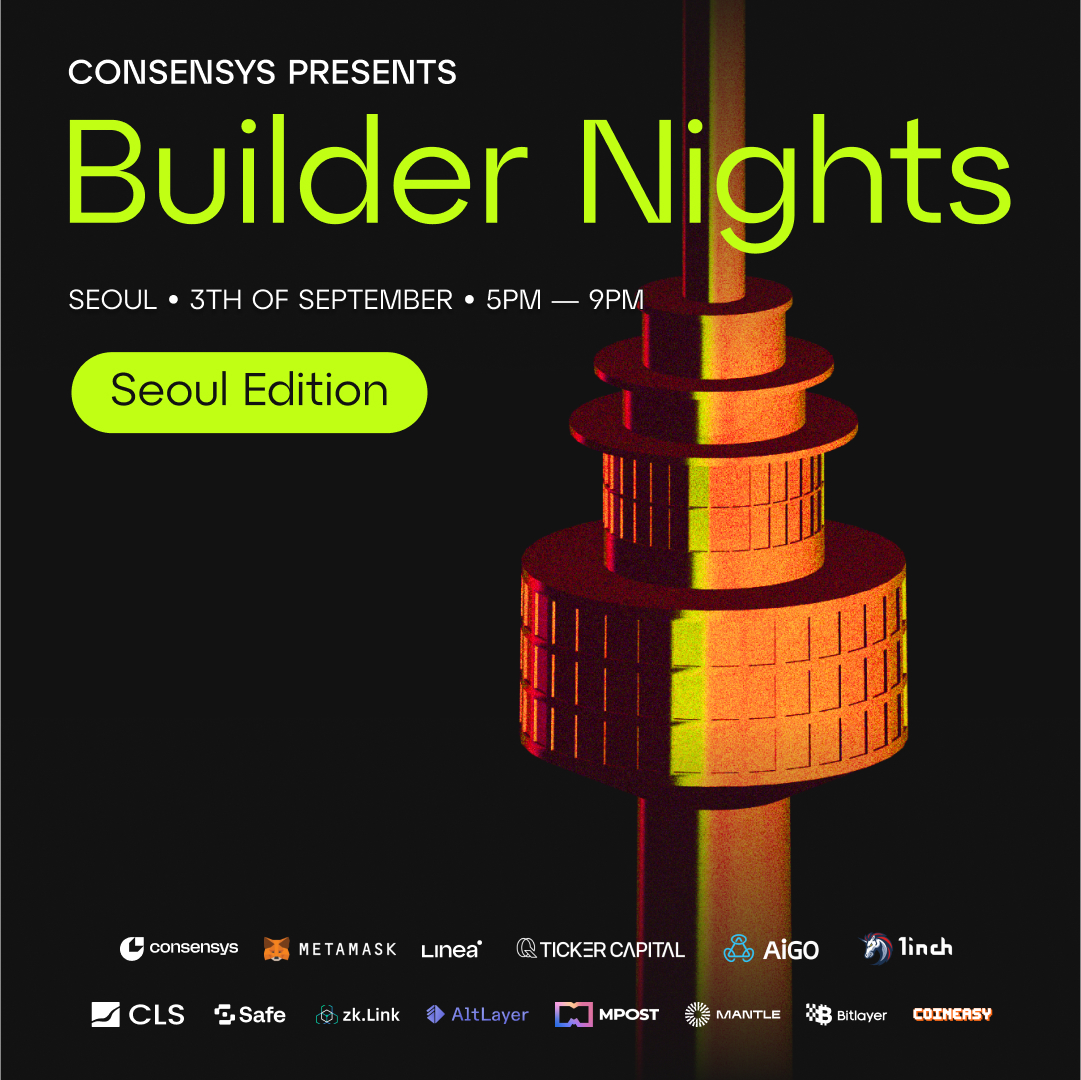 CONSENSYS PRESENTS
Builder Nights
SEOUL • 3TH OF SEPTEMBER • 5PM — 9PM
Seoul Edition
consensys METAMASK Linea TICKER CAPITAL AiGO 1inch
CLS Safe zk.Link AltLayer MPOST MANTLE Bitlayer COINEASY